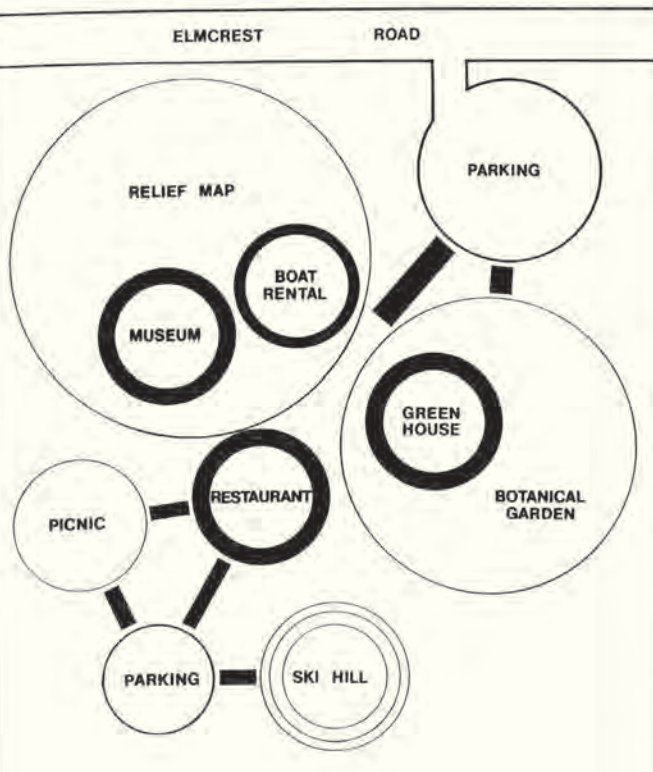 ELMCREST ROAD
PARKING
RELIEF MAP
BOAT
RENTAL
MUSEUM
GREEN
HOUSE
RESTAURANT
BOTANICAL
GARDEN
PICNIC
PARKING
SKI HILL